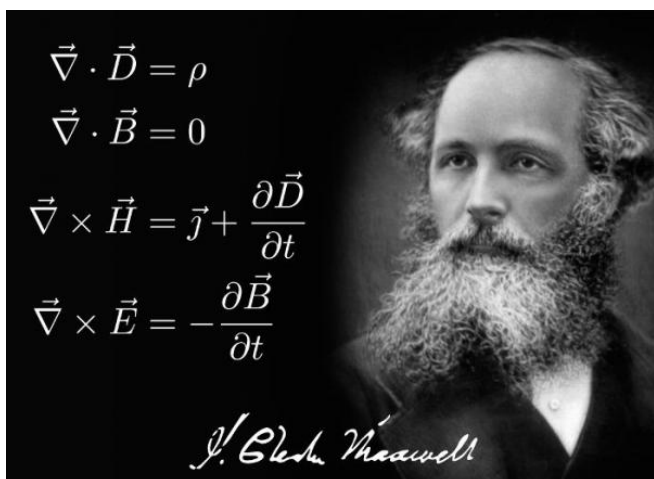 ∇⃗ · D⃗ = ρ
∇⃗ · B⃗ = 0
∇⃗ × H⃗ = j⃗ + ∂D⃗/∂t
∇⃗ × E⃗ = −∂B⃗/∂t
J. Clerk Maxwell